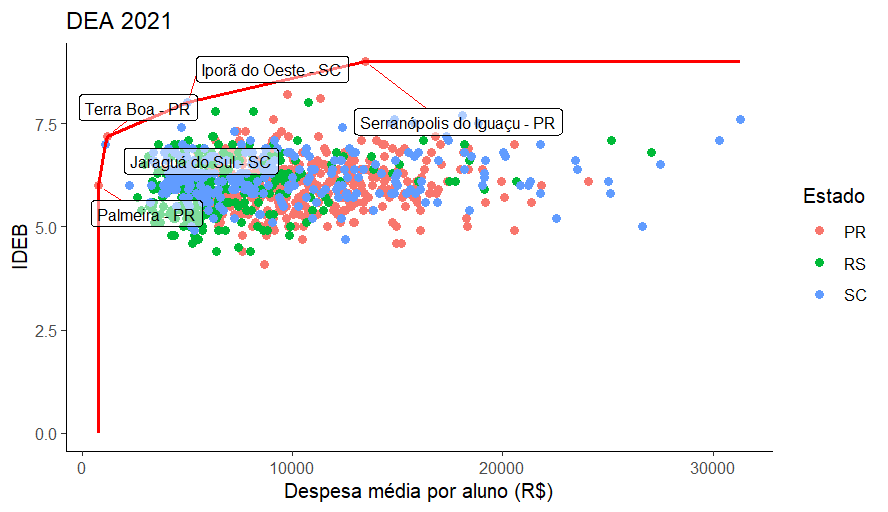 DEA 2021
Iporã do Oeste - SC
Terra Boa - PR
Serranópolis do Iguaçu - PR
Jaraguá do Sul - SC
Palmeira - PR
IDEB
7.5
5.0
2.5
0.0
0
10000
20000
30000
Despesa média por aluno (R$)
Estado
PR
RS
SC